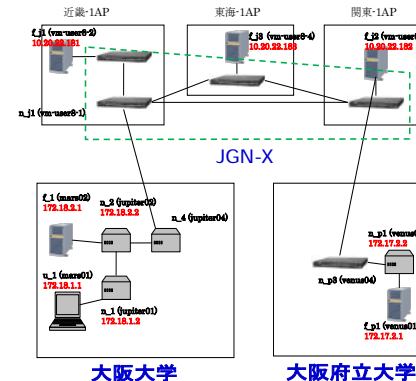 近畿-1AP
東海-1AP
関東-1AP
f_j1 (vm-user8-2)
10.20.22.181
f_j3 (vm-user8-4)
10.20.22.183
f_j2 (vm-user8
10.20.22.182
n_j1 (vm-user8-1)
JGN-X
f_1 (mars02)
172.18.2.1
n_2 (jupiter02)
172.18.2.2
n_4 (jupiter04)
u_1 (mars01)
172.18.1.1
n_1 (jupiter01)
172.18.1.2
n_p1 (venus0
172.17.2.2
n_p3 (venus04)
f_p1 (venus01
172.17.2.1
大阪大学
大阪府立大学